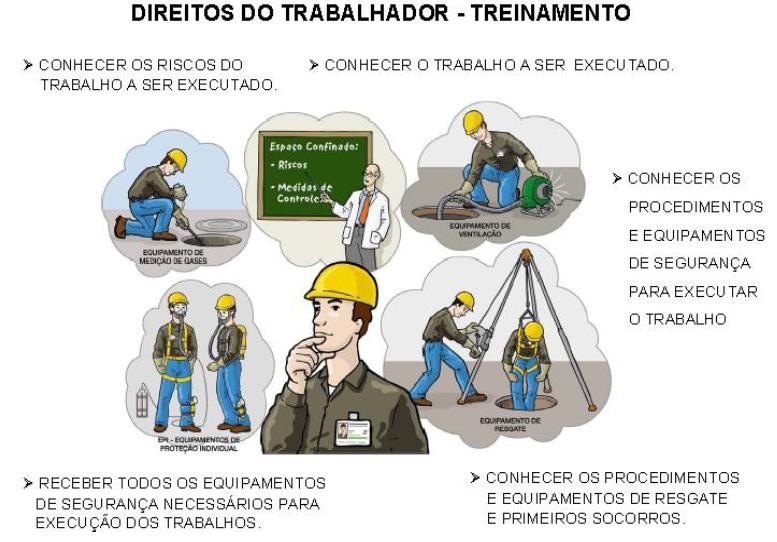 DIREITOS DO TRABALHADOR - TREINAMENTO
➢ CONHECER OS RISCOS DO
TRABALHO A SER EXECUTADO.
➢ CONHECER O TRABALHO A SER EXECUTADO.
Espaço Confinado:
- Riscos
- Medidas de
Controle
EQUIPAMENTO DE
MEDIÇÃO DE GASES
EQUIPAMENTO DE
VENTILAÇÃO
➢ CONHECER OS
PROCEDIMENTOS
E EQUIPAMENTOS
DE SEGURANÇA
PARA EXECUTAR
O TRABALHO
EPI - EQUIPAMENTOS DE
PROTEÇÃO INDIVIDUAL
EQUIPAMENTO DE
RESGATE
➢ RECEBER TODOS OS EQUIPAMENTOS
DE SEGURANÇA NECESSÁRIOS PARA
EXECUÇÃO DOS TRABALHOS.
➢ CONHECER OS PROCEDIMENTOS
E EQUIPAMENTOS DE RESGATE
E PRIMEIROS SOCORROS.